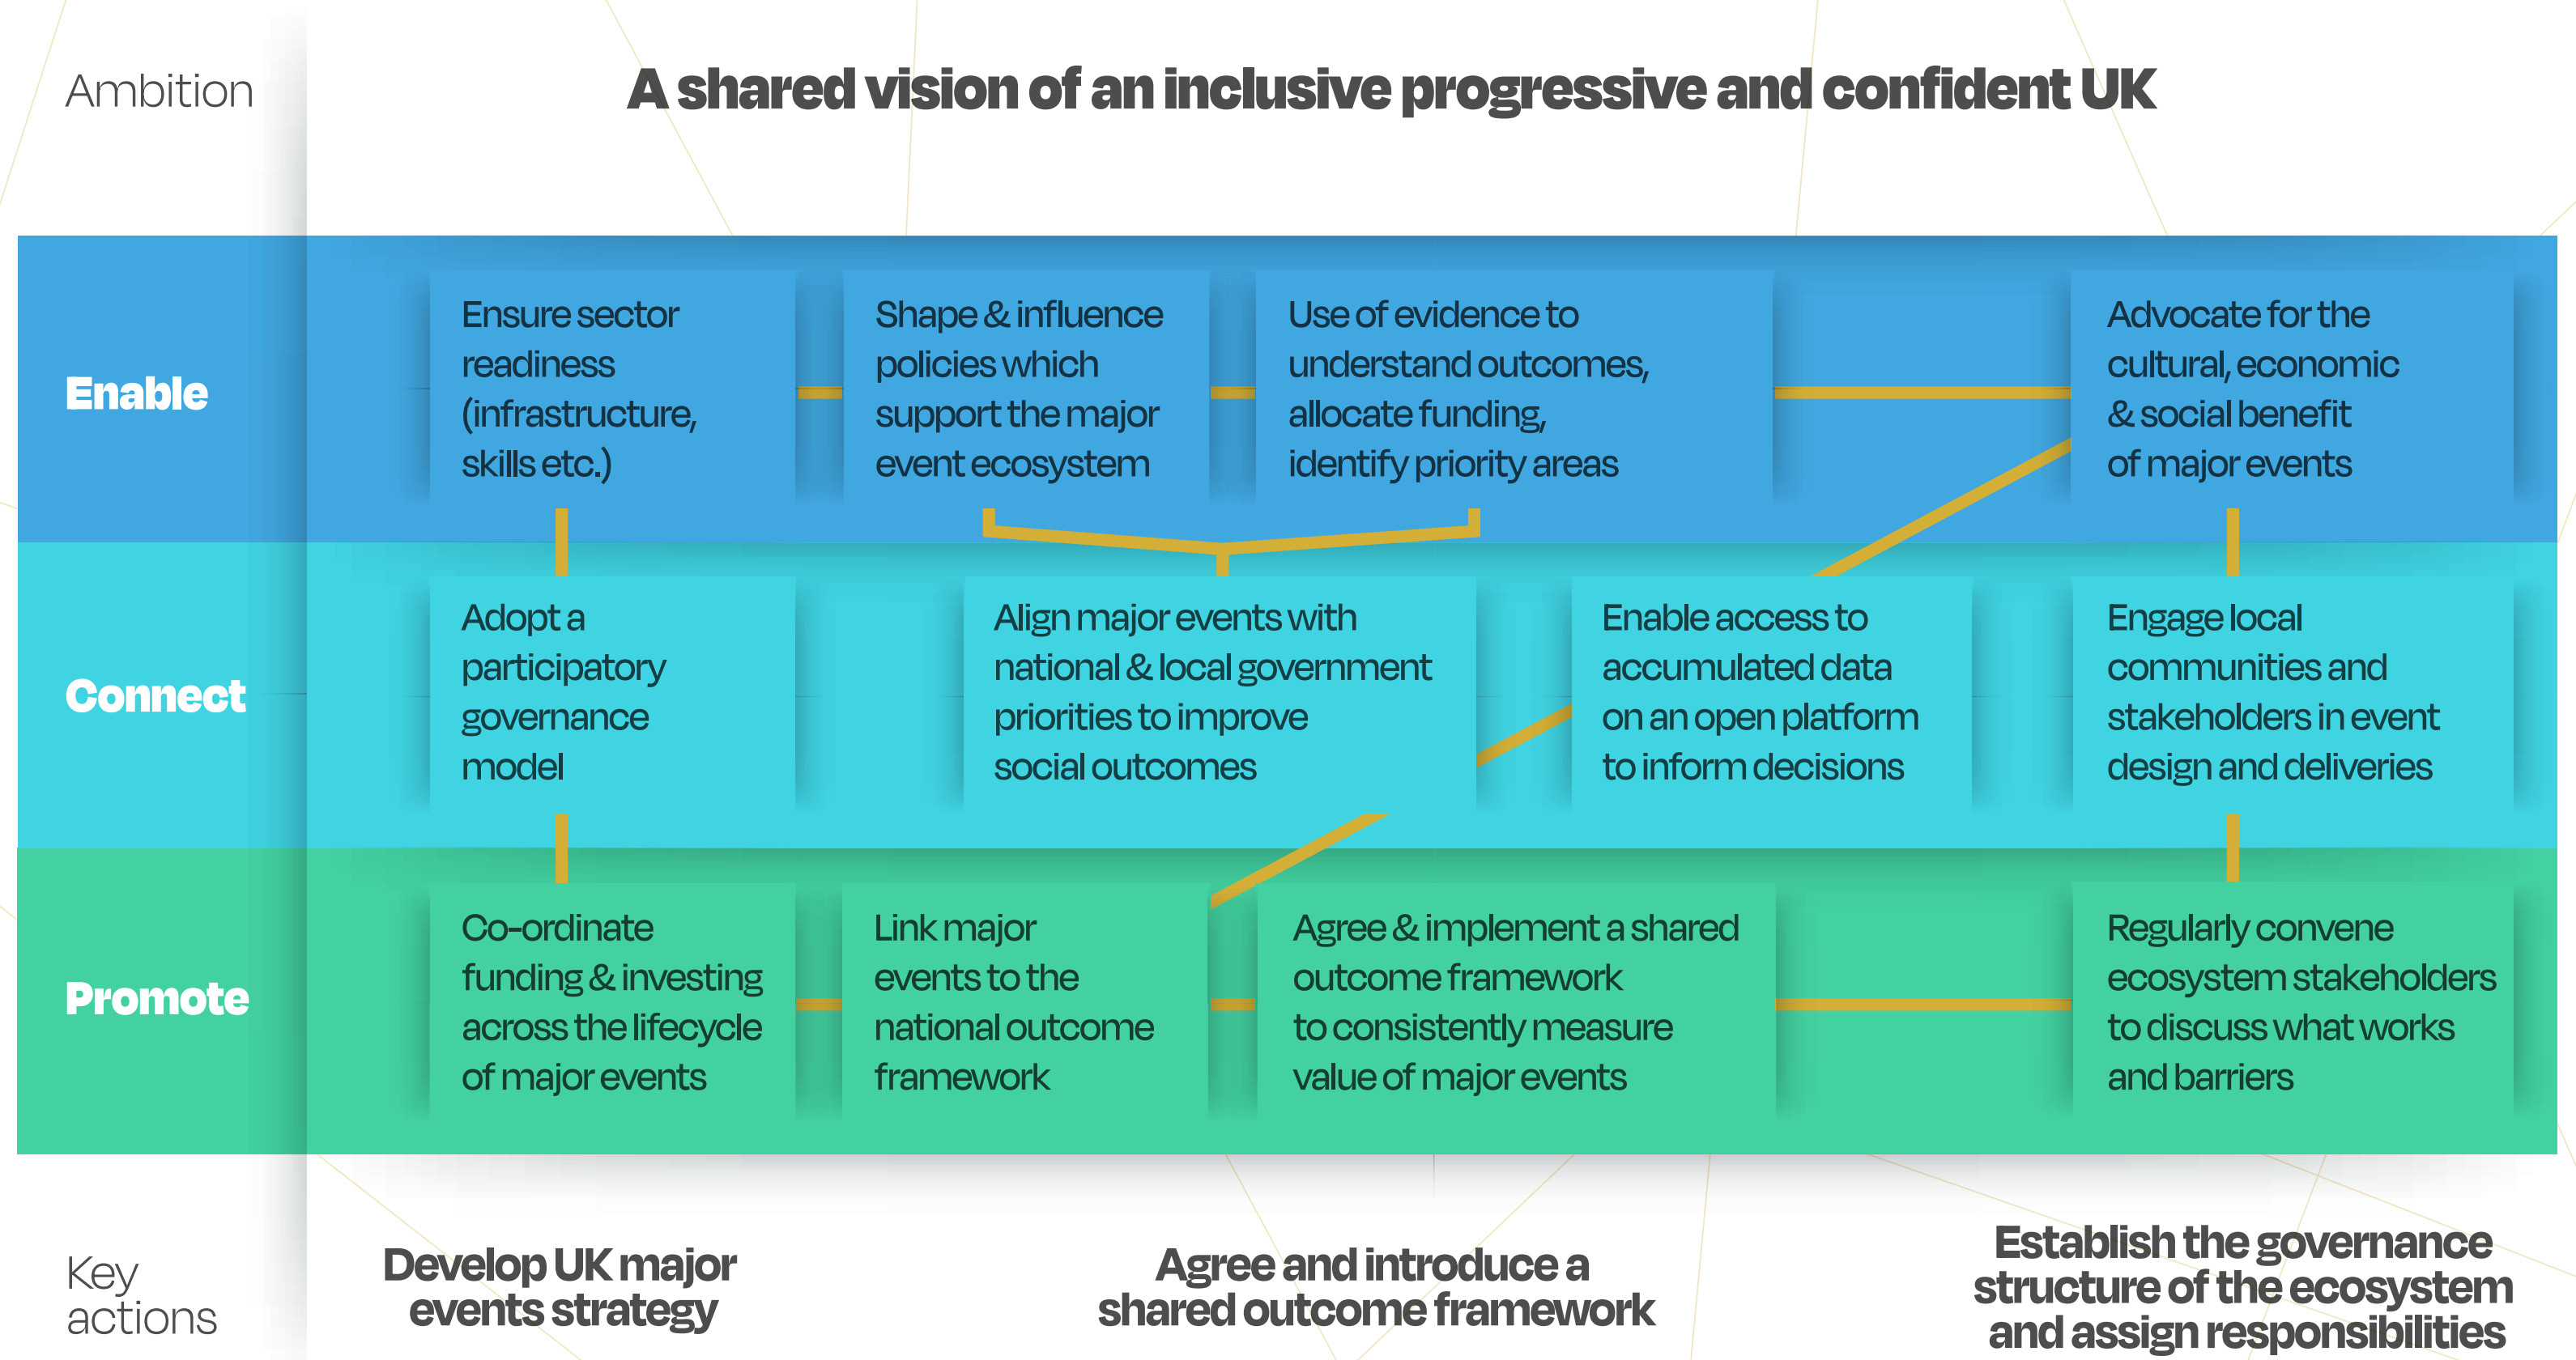 Ambition
A shared vision of an inclusive progressive and confident UK
Enable
Ensure sector
readiness
(infrastructure,
skills etc.)
Shape & influence
policies which
support the major
event ecosystem
Use of evidence to
understand outcomes,
allocate funding,
identify priority areas
Advocate for the
cultural, economic
& social benefit
of major events
Connect
Adopt a
participatory
governance
model
Align major events with
national & local government
priorities to improve
social outcomes
Enable access to
accumulated data
on an open platform
to inform decisions
Engage local
communities and
stakeholders in event
design and deliveries
Promote
Co-ordinate
funding & investing
across the lifecycle
of major events
Link major
events to the
national outcome
framework
Agree & implement a shared
outcome framework
to consistently measure
value of major events
Regularly convene
ecosystem stakeholders
to discuss what works
and barriers
Key
actions
Develop UK major
events strategy
Agree and introduce a
shared outcome framework
Establish the governance
structure of the ecosystem
and assign responsibilities